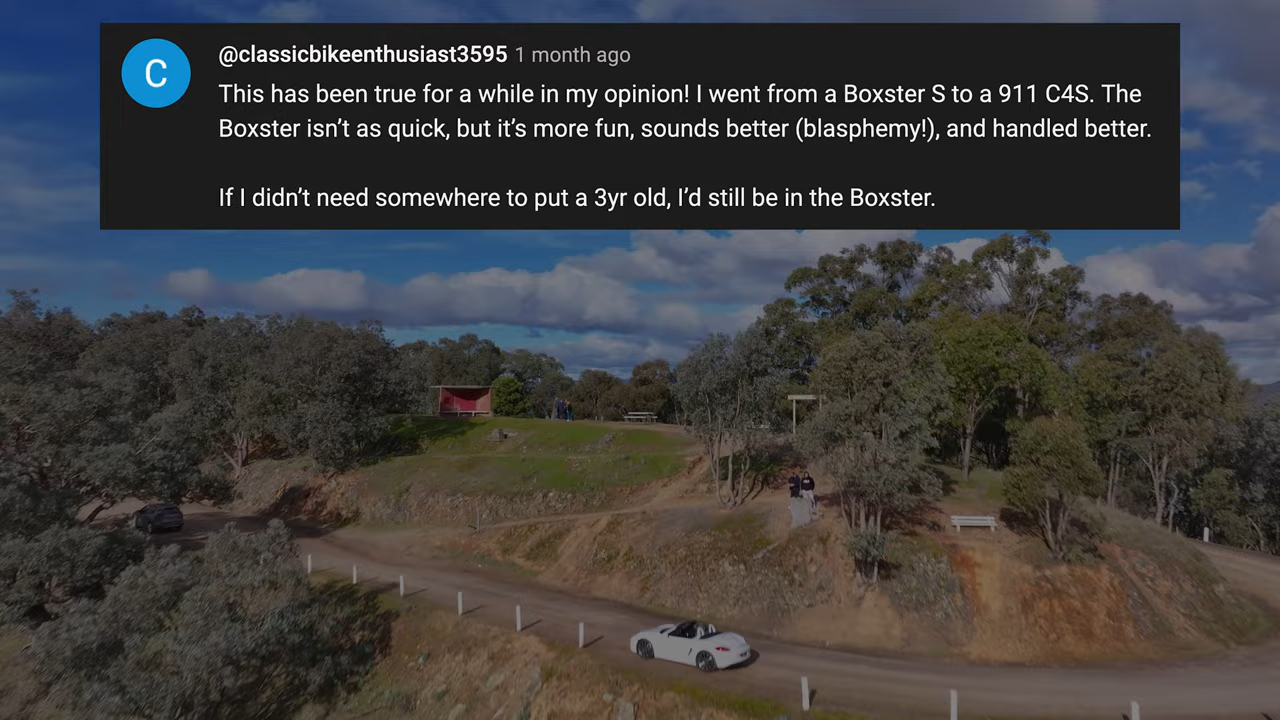 C
@classicbikeenthusiast3595 1 month ago
This has been true for a while in my opinion! I went from a Boxster S to a 911 C4S. The
Boxster isn’t as quick, but it’s more fun, sounds better (blasphemy!), and handled better.
If I didn’t need somewhere to put a 3yr old, I’d still be in the Boxster.